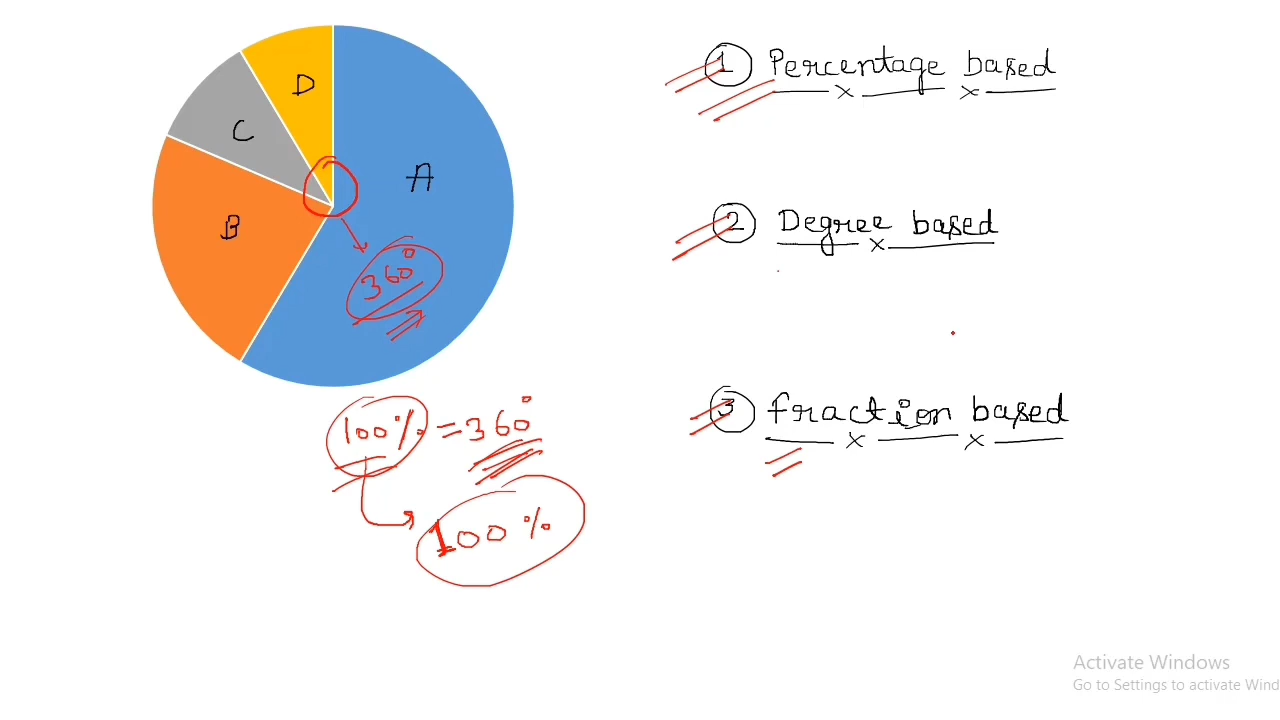 D
C
A
B
360°
100% = 360°
100%
① Percentage based
② Degree based
③ fraction based
Activate Windows
Go to Settings to activate Wind